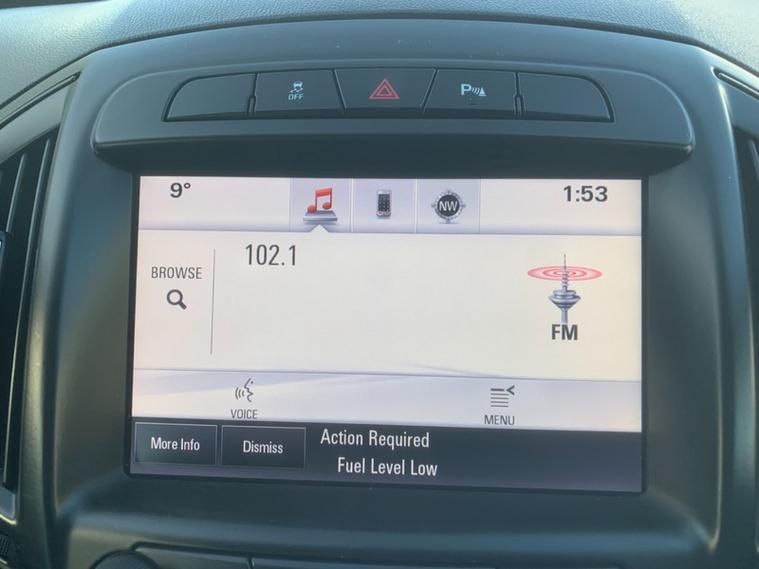 OFF
P
9°
NW
1:53
102.1
BROWSE
FM
VOICE
MENU
More Info
Dismiss
Action Required
Fuel Level Low